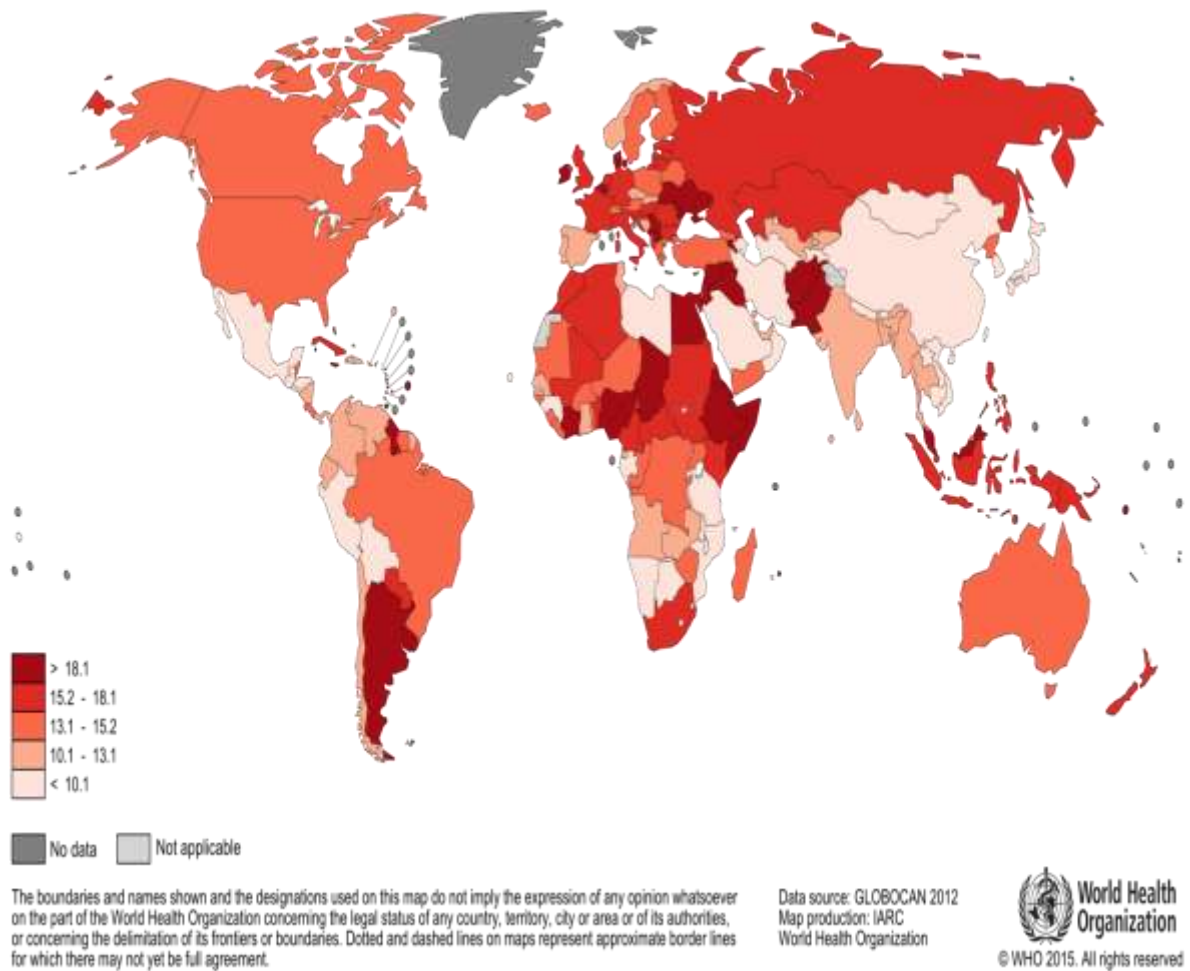 > 18.1
15.2 - 18.1
13.1 - 15.2
10.1 - 13.1
< 10.1
No data
Not applicable
The boundaries and names shown and the designations used on this map do not imply the expression of any opinion whatsoever
on the part of the World Health Organization concerning the legal status of any country, territory, city or area or of its authorities,
or concerning the delimitation of its frontiers or boundaries. Dotted and dashed lines on maps represent approximate border lines
for which there may not yet be full agreement.
Data source: GLOBOCAN 2012
Map production: IARC
World Health Organization
World Health
Organization
© WHO 2015. All rights reserved